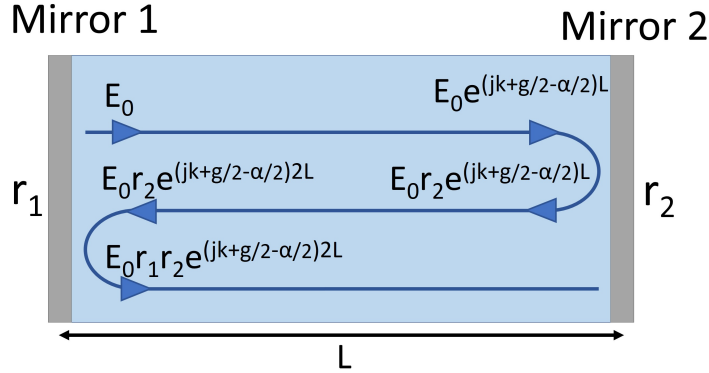 Mirror 1
Mirror 2
E₀
E₀e⁽ʲᵏ⁺ᵍ/²⁻ᵅ/²⁾ᴸ
E₀r₂e⁽ʲᵏ⁺ᵍ/²⁻ᵅ/²⁾²ᴸ
E₀r₂e⁽ʲᵏ⁺ᵍ/²⁻ᵅ/²⁾ᴸ
r₁
r₂
E₀r₁r₂e⁽ʲᵏ⁺ᵍ/²⁻ᵅ/²⁾²ᴸ
L